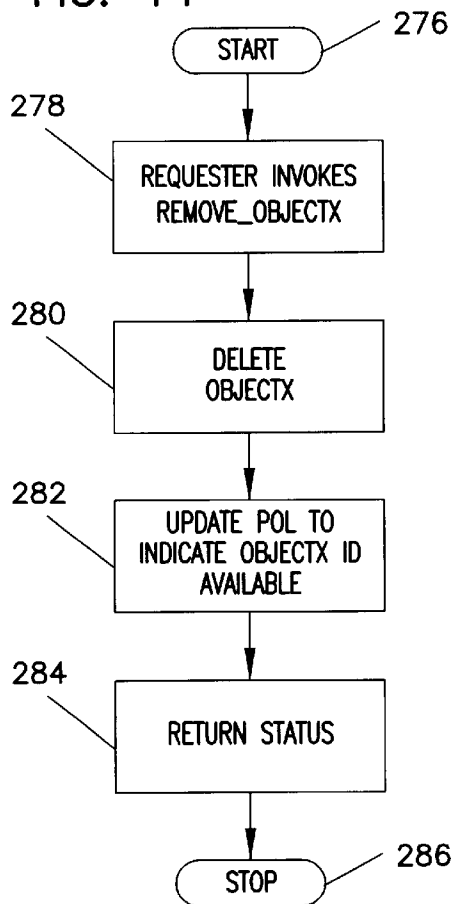 276
START
278
REQUESTER INVOKES
REMOVE_OBJECTX
280
DELETE
OBJECTX
282
UPDATE POL TO
INDICATE OBJECTX ID
AVAILABLE
284
RETURN STATUS
STOP
286